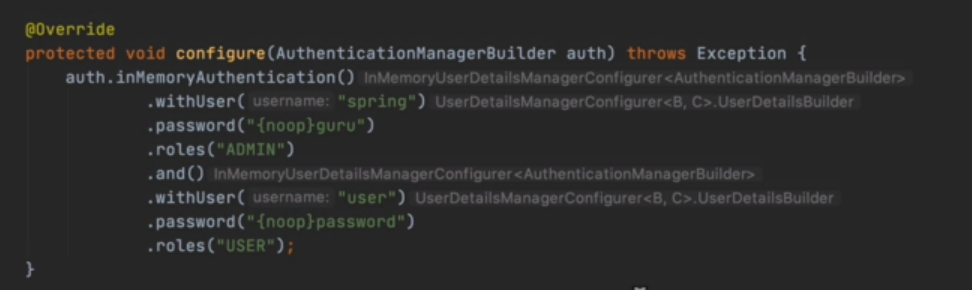 @Override
protected void configure(AuthenticationManagerBuilder auth) throws Exception {
auth.inMemoryAuthentication() InMemoryUserDetailsManagerConfigurer<AuthenticationManagerBuilder>
.withUser( username: "spring") UserDetailsManagerConfigurer<B, C>.UserDetailsBuilder
.password("{noop}guru")
.roles("ADMIN")
.and() InMemoryUserDetailsManagerConfigurer<AuthenticationManagerBuilder>
.withUser( username: "user") UserDetailsManagerConfigurer<B, C>.UserDetailsBuilder
.password("{noop}password")
.roles("USER");
}